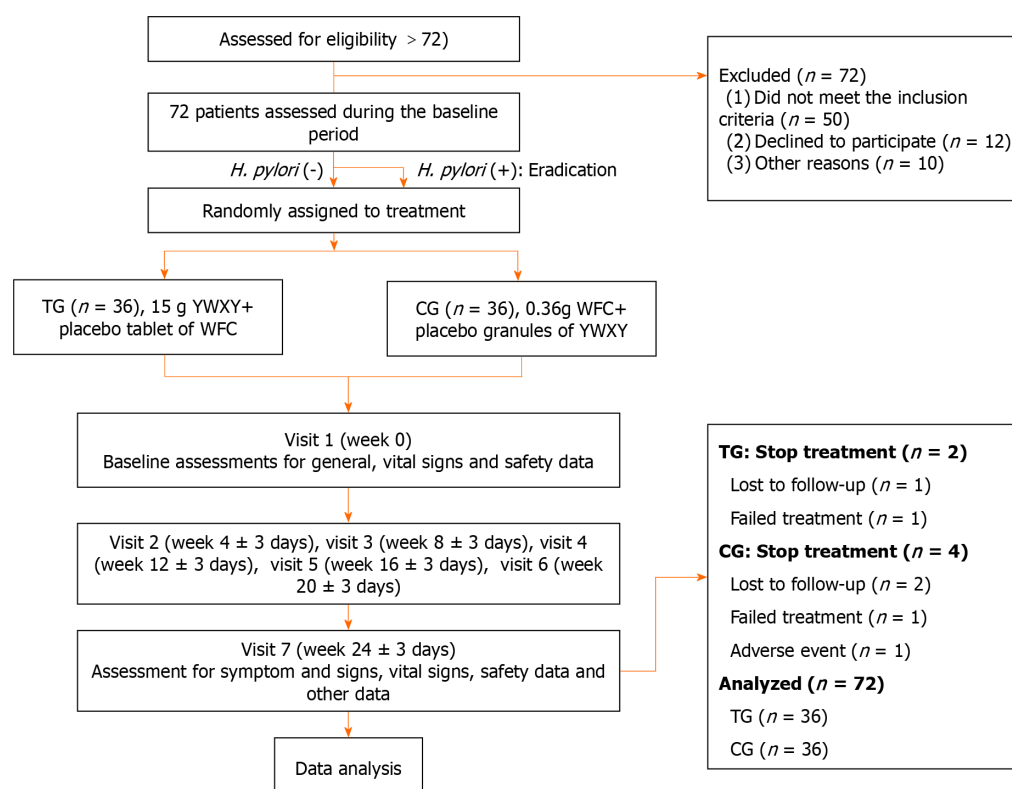 Assessed for eligibility > 72)
Excluded (n = 72)
(1) Did not meet the inclusion
criteria (n = 50)
(2) Declined to participate (n = 12)
(3) Other reasons (n = 10)
72 patients assessed during the baseline
period
H. pylori (-)
H. pylori (+): Eradication
Randomly assigned to treatment
TG (n = 36), 15 g YWXY+
placebo tablet of WFC
CG (n = 36), 0.36g WFC+
placebo granules of YWXY
Visit 1 (week 0)
Baseline assessments for general, vital signs and safety data
Visit 2 (week 4 ± 3 days), visit 3 (week 8 ± 3 days), visit 4
(week 12 ± 3 days), visit 5 (week 16 ± 3 days), visit 6 (week
20 ± 3 days)
Visit 7 (week 24 ± 3 days)
Assessment for symptom and signs, vital signs, safety data and
other data
TG: Stop treatment (n = 2)
Lost to follow-up (n = 1)
Failed treatment (n = 1)
CG: Stop treatment (n = 4)
Lost to follow-up (n = 2)
Failed treatment (n = 1)
Adverse event (n = 1)
Analyzed (n = 72)
TG (n = 36)
CG (n = 36)
Data analysis